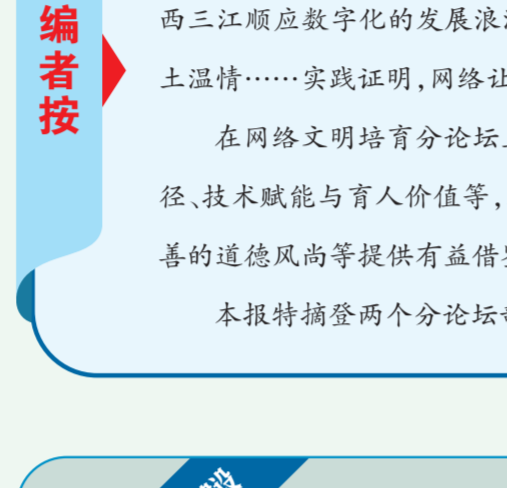 编者按
西三江顺应数字化的发展浪
土温情……实践证明,网络让
在网络文明培育分论坛上
径、技术赋能与育人价值等,
善的道德风尚等提供有益借
本报特摘登两个分论坛
设